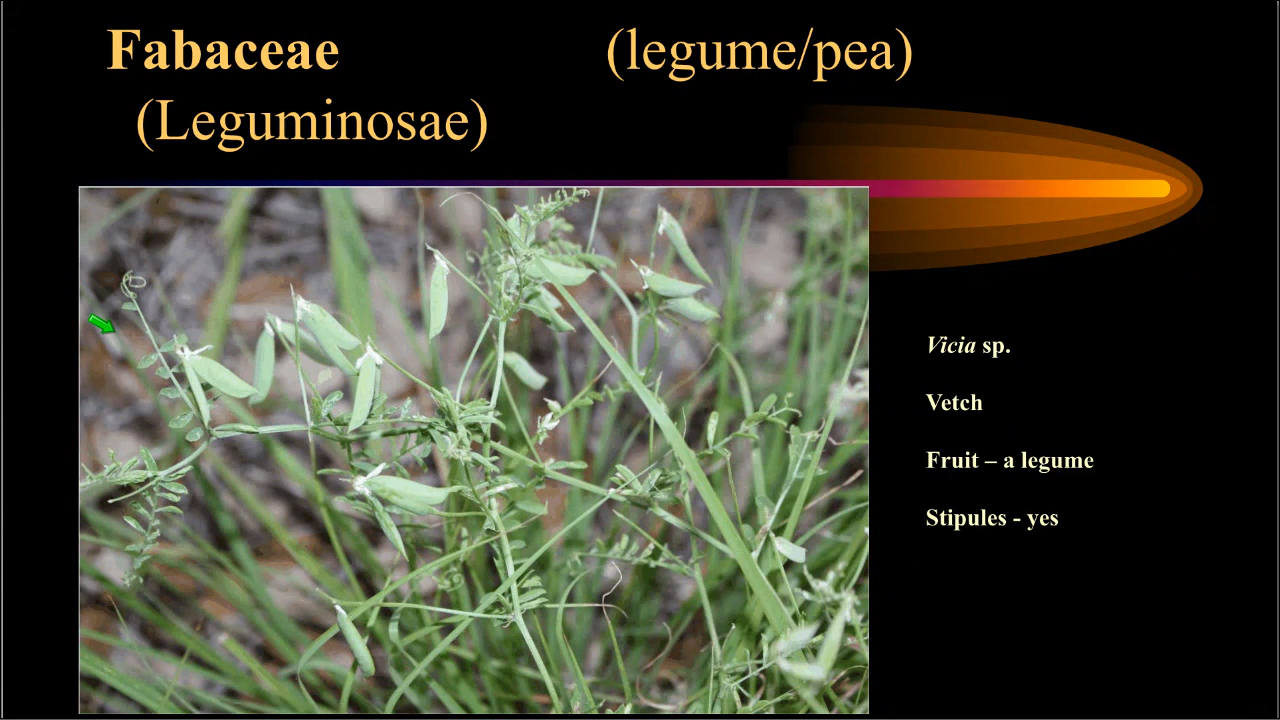 Fabaceae (legume/pea)
(Leguminosae)
Vicia sp.
Vetch
Fruit – a legume
Stipules - yes